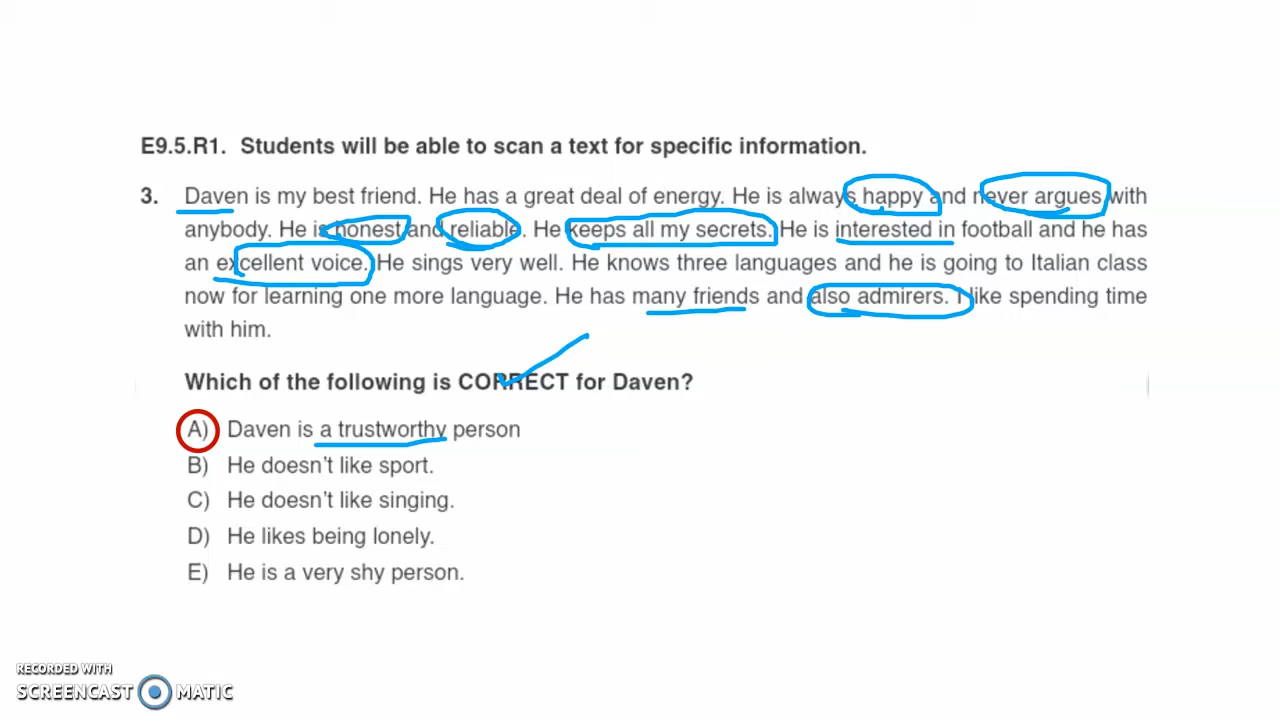 E9.5.R1. Students will be able to scan a text for specific information.
3. Daven is my best friend. He has a great deal of energy. He is always happy and never argues with
anybody. He is honest and reliable. He keeps all my secrets. He is interested in football and he has
an excellent voice. He sings very well. He knows three languages and he is going to Italian class
now for learning one more language. He has many friends and also admirers. I like spending time
with him.
Which of the following is CORRECT for Daven?
A) Daven is a trustworthy person
B) He doesn't like sport.
C) He doesn't like singing.
D) He likes being lonely.
E) He is a very shy person.
RECORDED WITH
SCREENCAST MATIC